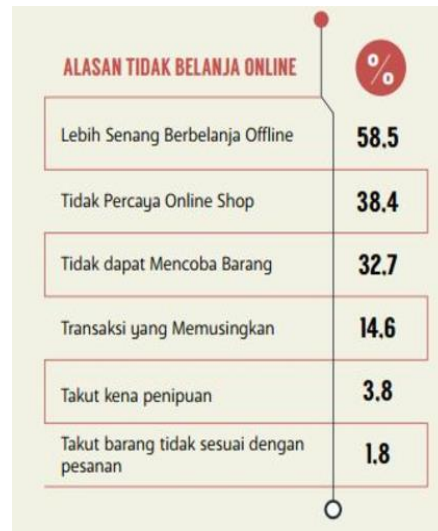 ALASAN TIDAK BELANJA ONLINE %
Lebih Senang Berbelanja Offline 58.5
Tidak Percaya Online Shop 38.4
Tidak dapat Mencoba Barang 32.7
Transaksi yang Memusingkan 14.6
Takut kena penipuan 3.8
Takut barang tidak sesuai dengan
pesanan 1.8